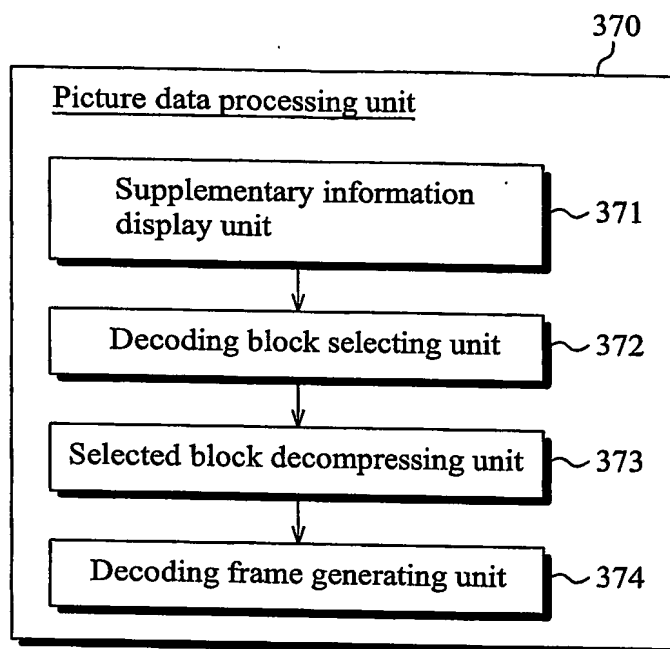 370
Picture data processing unit
Supplementary information
display unit
371
Decoding block selecting unit
372
Selected block decompressing unit
373
Decoding frame generating unit
374